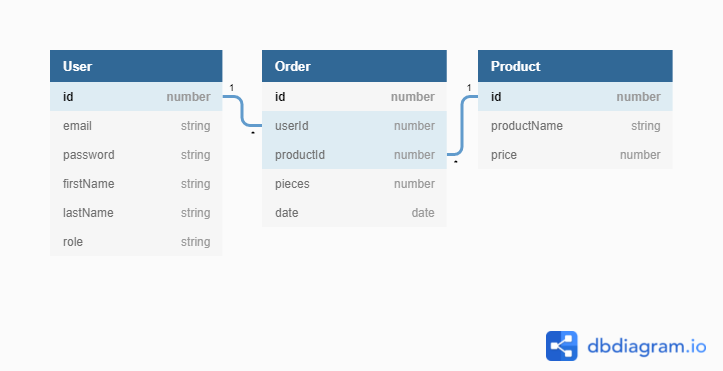 User
id number
email string
password string
firstName string
lastName string
role string
1
*
Order
id number
userId number
productId number
pieces number
date date
1
*
Product
id number
productName string
price number
dbdiagram.io